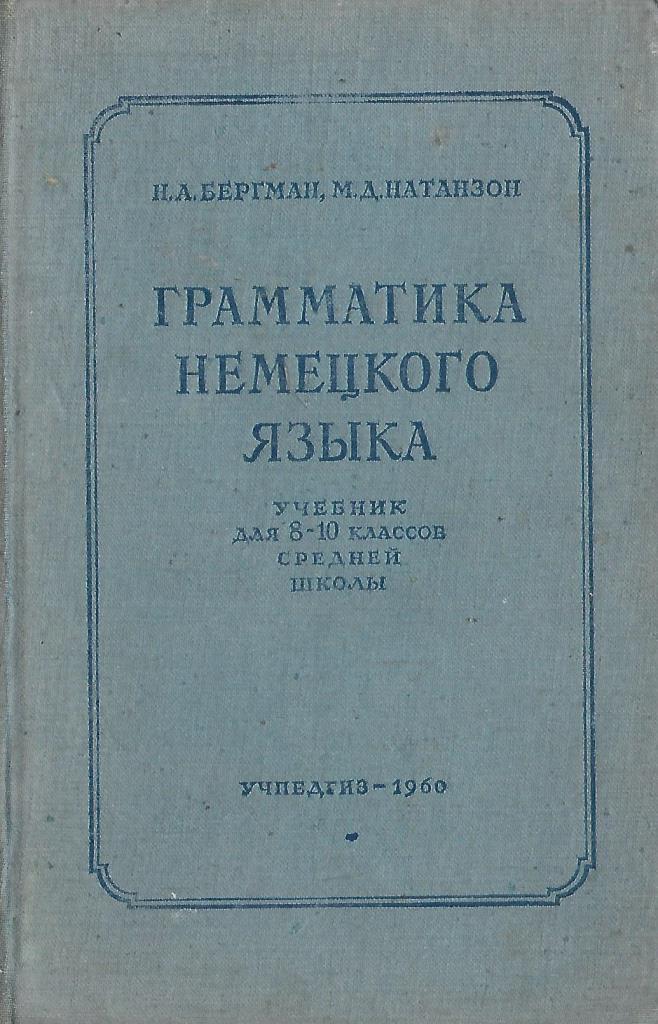 Н.А.БЕРГМАН, М.Д.НАТАНЗОН
ГРАММАТИКА
НЕМЕЦКОГО
ЯЗЫКА
УЧЕБНИК
ДЛЯ 8-10 КЛАССОВ
СРЕДНЕЙ
ШКОЛЫ
УЧПЕДГИЗ-1960